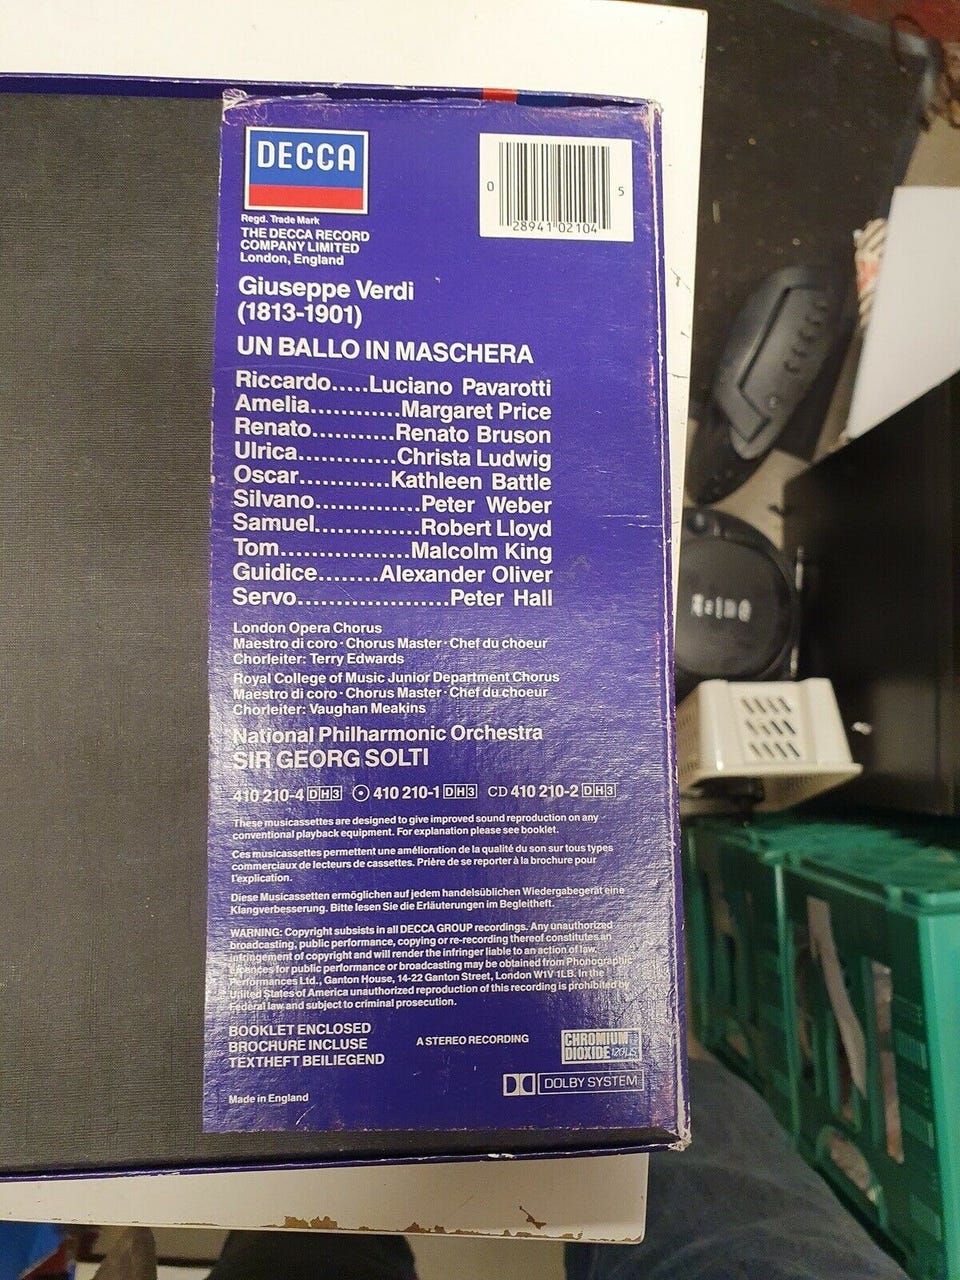 DECCA
Regd. Trade Mark
THE DECCA RECORD
COMPANY LIMITED
London, England
0 28941 02104 5
Giuseppe Verdi
(1813-1901)
UN BALLO IN MASCHERA
Riccardo.....Luciano Pavarotti
Amelia............Margaret Price
Renato...........Renato Bruson
Ulrica.............Christa Ludwig
Oscar............Kathleen Battle
Silvano...............Peter Weber
Samuel...............Robert Lloyd
Tom..................Malcolm King
Guidice........Alexander Oliver
Servo.....................Peter Hall
London Opera Chorus
Maestro di coro · Chorus Master · Chef du choeur
Chorleiter: Terry Edwards
Royal College of Music Junior Department Chorus
Maestro di coro · Chorus Master · Chef du choeur
Chorleiter: Vaughan Meakins
National Philharmonic Orchestra
SIR GEORG SOLTI
410 210-4 DH3 410 210-1 DH3 CD 410 210-2 DH3
These musicassettes are designed to give improved sound reproduction on any
conventional playback equipment. For explanation please see booklet.
Ces musicassettes permettent une amélioration de la qualité du son sur tous types
commerciaux de lecteurs de cassettes. Prière de se reporter à la brochure pour
l'explication.
Diese Musicassetten ermöglichen auf jedem handelsüblichen Wiedergabegerät eine
Klangverbesserung. Bitte lesen Sie die Erläuterungen im Begleitheft.
WARNING: Copyright subsists in all DECCA GROUP recordings. Any unauthorized
broadcasting, public performance, copying or re-recording thereof constitutes an
infringement of copyright and will render the infringer liable to an action of law.
Licences for public performance or broadcasting may be obtained from Phonographic
Performances Ltd., Ganton House, 14-22 Ganton Street, London W1V 1LB. In the
United States of America unauthorized reproduction of this recording is prohibited by
Federal law and subject to criminal prosecution.
BOOKLET ENCLOSED
BROCHURE INCLUSE
TEXTHEFT BEILIEGEND
A STEREO RECORDING
CHROMIUM
DIOXIDE 120µS
DOLBY SYSTEM
Made in England